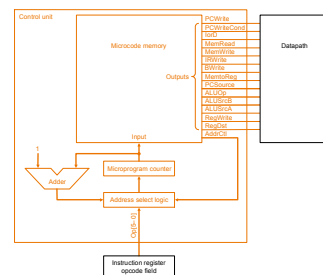 Control unit
Microcode memory
Outputs
Input
PCWrite
PCWriteCond
IorD
MemRead
MemWrite
IRWrite
BWrite
MemtoReg
PCSource
ALUOp
ALUSrcB
ALUSrcA
RegWrite
RegDst
AddrCtl
Datapath
1
Microprogram counter
Adder
Address select logic
Op[5–0]
Instruction register
opcode field